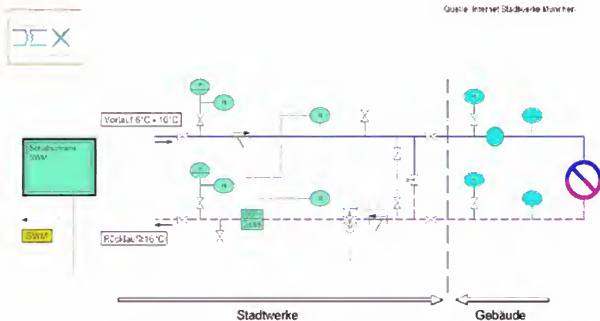 Quelle: Internet Stadtwerke München
Vorlauf 6°C - 10°C
Schaltschrank
SWM
SWM
Rücklauf ≥16°C
Stadtwerke
Gebäude